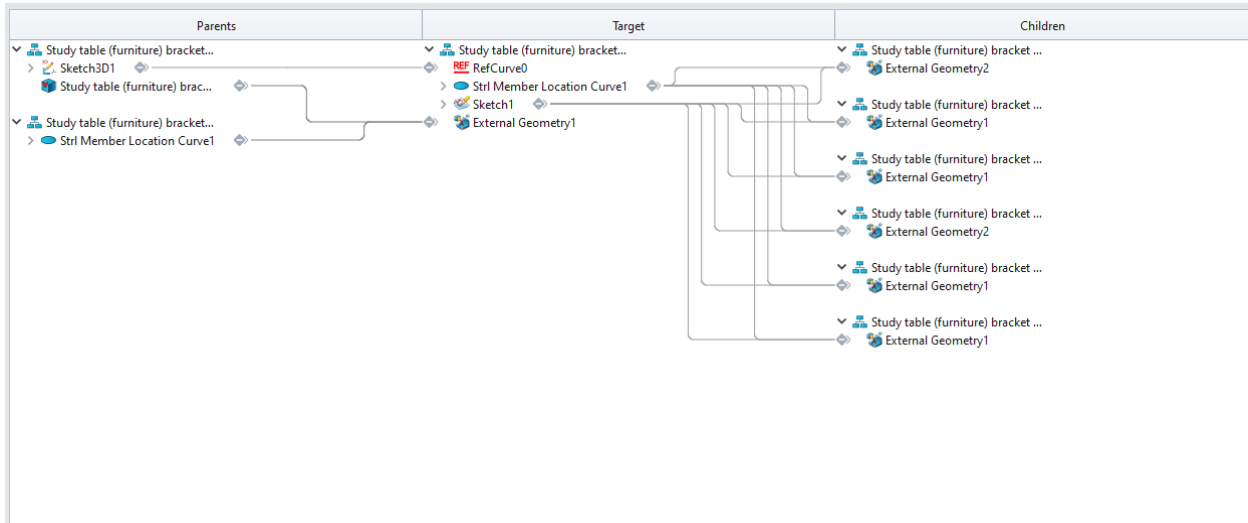 Parents
Target
Children
Study table (furniture) bracket...
Sketch3D1
Study table (furniture) brac...
Study table (furniture) bracket...
Strl Member Location Curve1
Study table (furniture) bracket...
REF RefCurve0
Strl Member Location Curve1
Sketch1
External Geometry1
Study table (furniture) bracket ...
External Geometry2
Study table (furniture) bracket ...
External Geometry1
Study table (furniture) bracket ...
External Geometry1
Study table (furniture) bracket ...
External Geometry2
Study table (furniture) bracket ...
External Geometry1
Study table (furniture) bracket ...
External Geometry1